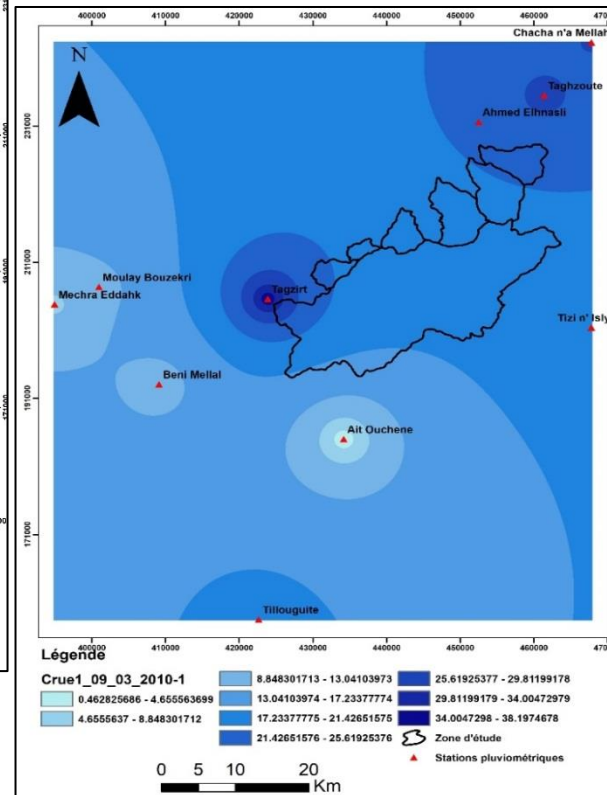 400000 410000 420000 430000 440000 450000 460000
Chacha n'a Mellah
N
Taghzoute
Ahmed Elhnasli
231000
211000
Moulay Bouzekri
Mechra Eddahk
Tagzirt
Tizi n' Isly
191000
Beni Mellal
Ait Ouchene
171000
Tillouguite
400000 410000 420000 430000 440000 450000 460000
Légende
Crue1_09_03_2010-1
0.462825686 - 4.655563699
4.6555637 - 8.848301712
8.848301713 - 13.04103973
13.04103974 - 17.23377774
17.23377775 - 21.42651575
21.42651576 - 25.61925376
25.61925377 - 29.81199178
29.81199179 - 34.00472979
34.0047298 - 38.1974678
Zone d'étude
Stations pluviométriques
0 5 10 20
Km